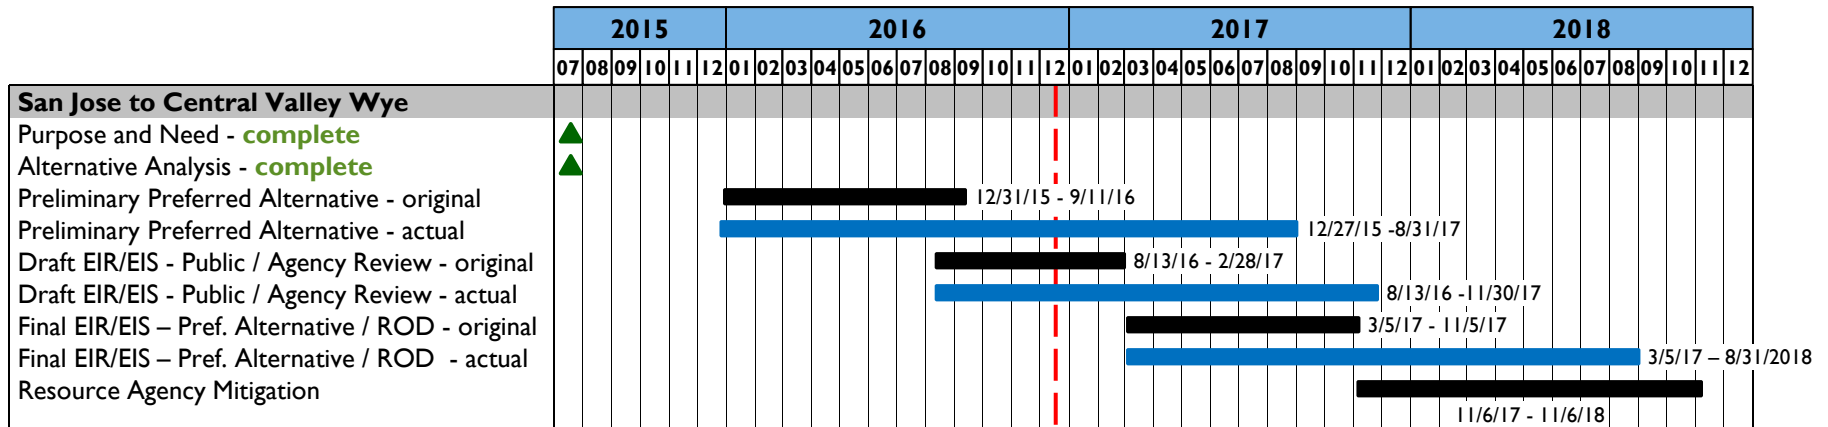 2015 2016 2017 2018
07 08 09 10 11 12 01 02 03 04 05 06 07 08 09 10 11 12 01 02 03 04 05 06 07 08 09 10 11 12 01 02 03 04 05 06 07 08 09 10 11 12
San Jose to Central Valley Wye
Purpose and Need - complete
Alternative Analysis - complete
Preliminary Preferred Alternative - original 12/31/15 - 9/11/16
Preliminary Preferred Alternative - actual 12/27/15 -8/31/17
Draft EIR/EIS - Public / Agency Review - original 8/13/16 - 2/28/17
Draft EIR/EIS - Public / Agency Review - actual 8/13/16 -11/30/17
Final EIR/EIS – Pref. Alternative / ROD - original 3/5/17 - 11/5/17
Final EIR/EIS – Pref. Alternative / ROD - actual 3/5/17 – 8/31/2018
Resource Agency Mitigation
11/6/17 - 11/6/18